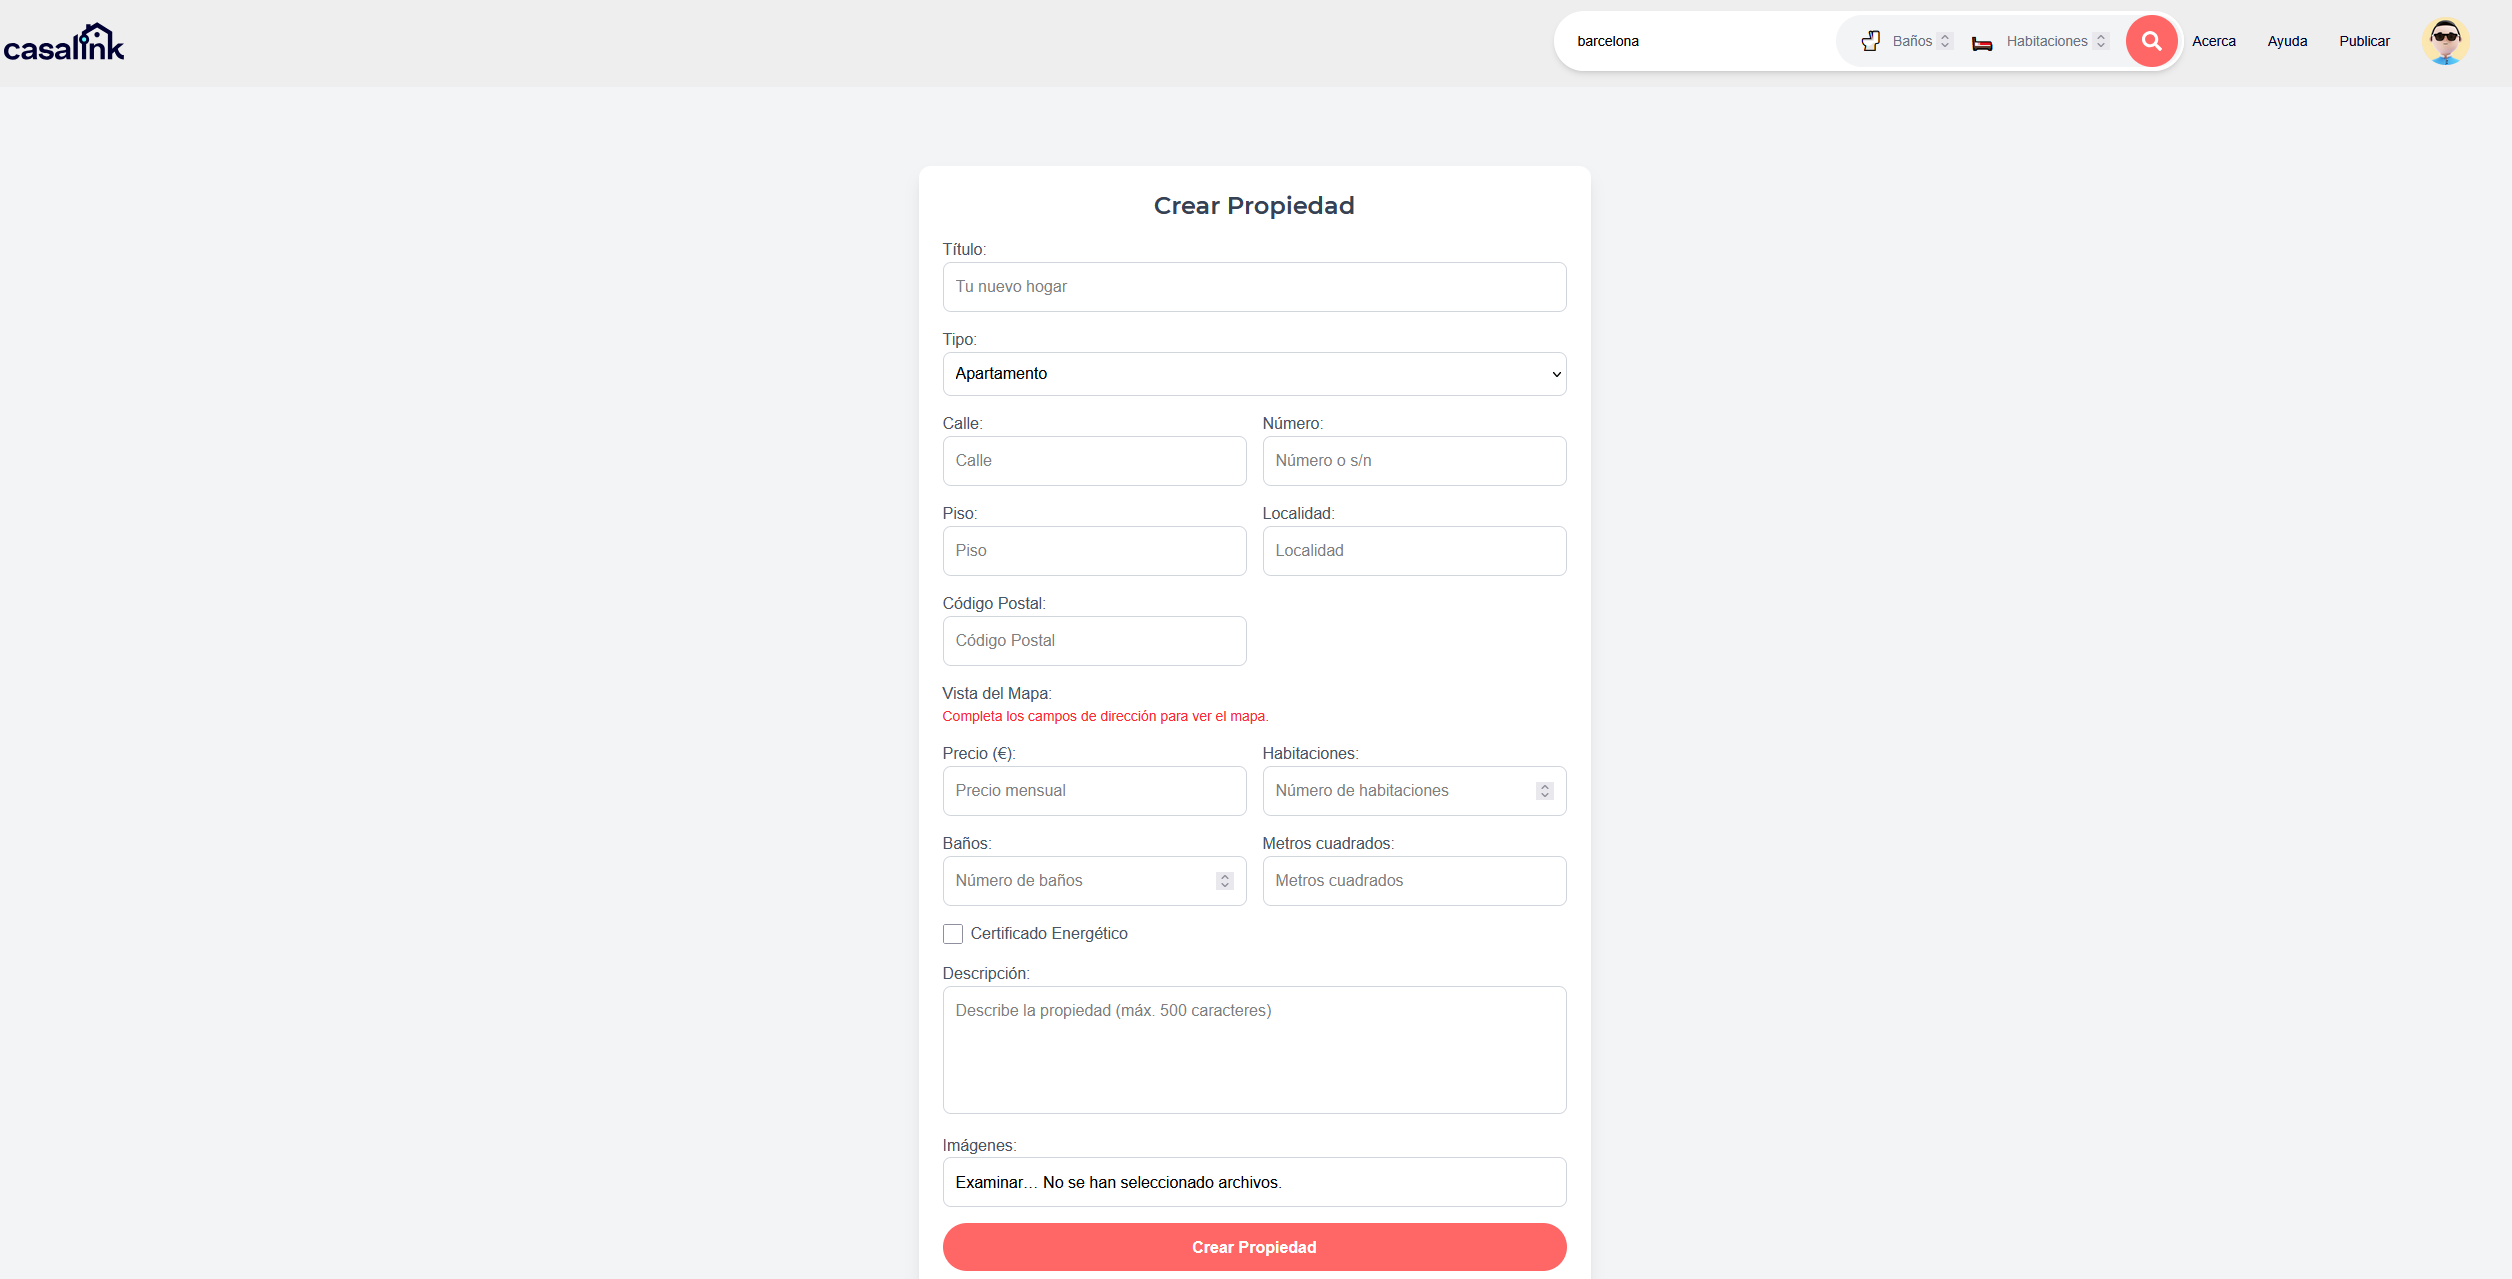 casalink
barcelona Baños Habitaciones Acerca Ayuda Publicar
Crear Propiedad
Título:
Tu nuevo hogar
Tipo:
Apartamento
Calle: Número:
Calle Número o s/n
Piso: Localidad:
Piso Localidad
Código Postal:
Código Postal
Vista del Mapa:
Completa los campos de dirección para ver el mapa.
Precio (€): Habitaciones:
Precio mensual Número de habitaciones
Baños: Metros cuadrados:
Número de baños Metros cuadrados
Certificado Energético
Descripción:
Describe la propiedad (máx. 500 caracteres)
Imágenes:
Examinar... No se han seleccionado archivos.
Crear Propiedad